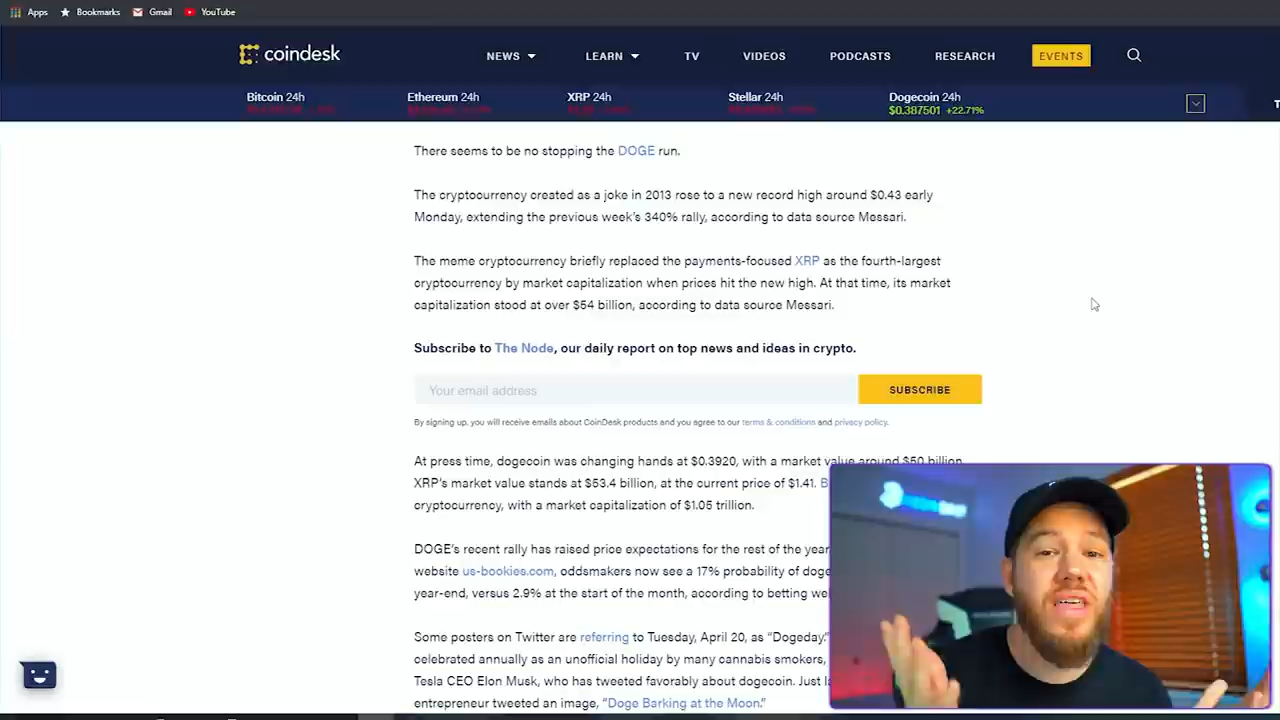 Apps Bookmarks Gmail YouTube
coindesk NEWS LEARN TV VIDEOS PODCASTS RESEARCH EVENTS
Bitcoin 24h Ethereum 24h XRP 24h Stellar 24h Dogecoin 24h
$0.387501 +22.71%
There seems to be no stopping the DOGE run.
The cryptocurrency created as a joke in 2013 rose to a new record high around $0.43 early
Monday, extending the previous week's 340% rally, according to data source Messari.
The meme cryptocurrency briefly replaced the payments-focused XRP as the fourth-largest
cryptocurrency by market capitalization when prices hit the new high. At that time, its market
capitalization stood at over $54 billion, according to data source Messari.
Subscribe to The Node, our daily report on top news and ideas in crypto.
Your email address SUBSCRIBE
By signing up, you will receive emails about CoinDesk products and you agree to our terms & conditions and privacy policy.
At press time, dogecoin was changing hands at $0.3920, with a market value around $50 billion.
XRP's market value stands at $53.4 billion, at the current price of $1.41. B
cryptocurrency, with a market capitalization of $1.05 trillion.
DOGE's recent rally has raised price expectations for the rest of the year
website us-bookies.com, oddsmakers now see a 17% probability of doge
year-end, versus 2.9% at the start of the month, according to betting we
Some posters on Twitter are referring to Tuesday, April 20, as "Dogeday."
celebrated annually as an unofficial holiday by many cannabis smokers,
Tesla CEO Elon Musk, who has tweeted favorably about dogecoin. Just la
entrepreneur tweeted an image, "Doge Barking at the Moon."